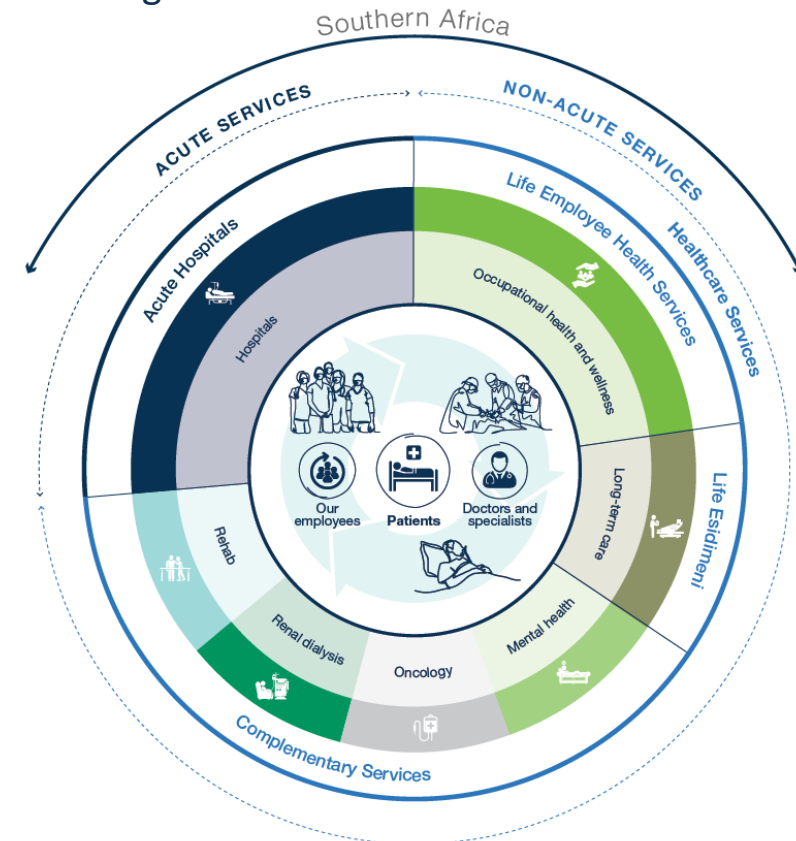 Southern Africa
ACUTE SERVICES
NON-ACUTE SERVICES
Acute Hospitals
Life Employee Health Services
Healthcare Services
Hospitals
Occupational health and wellness
Our
employees
Patients
Doctors and
specialists
Long-term care
Life Esidimeni
Rehab
Renal dialysis
Oncology
Mental health
Complementary Services